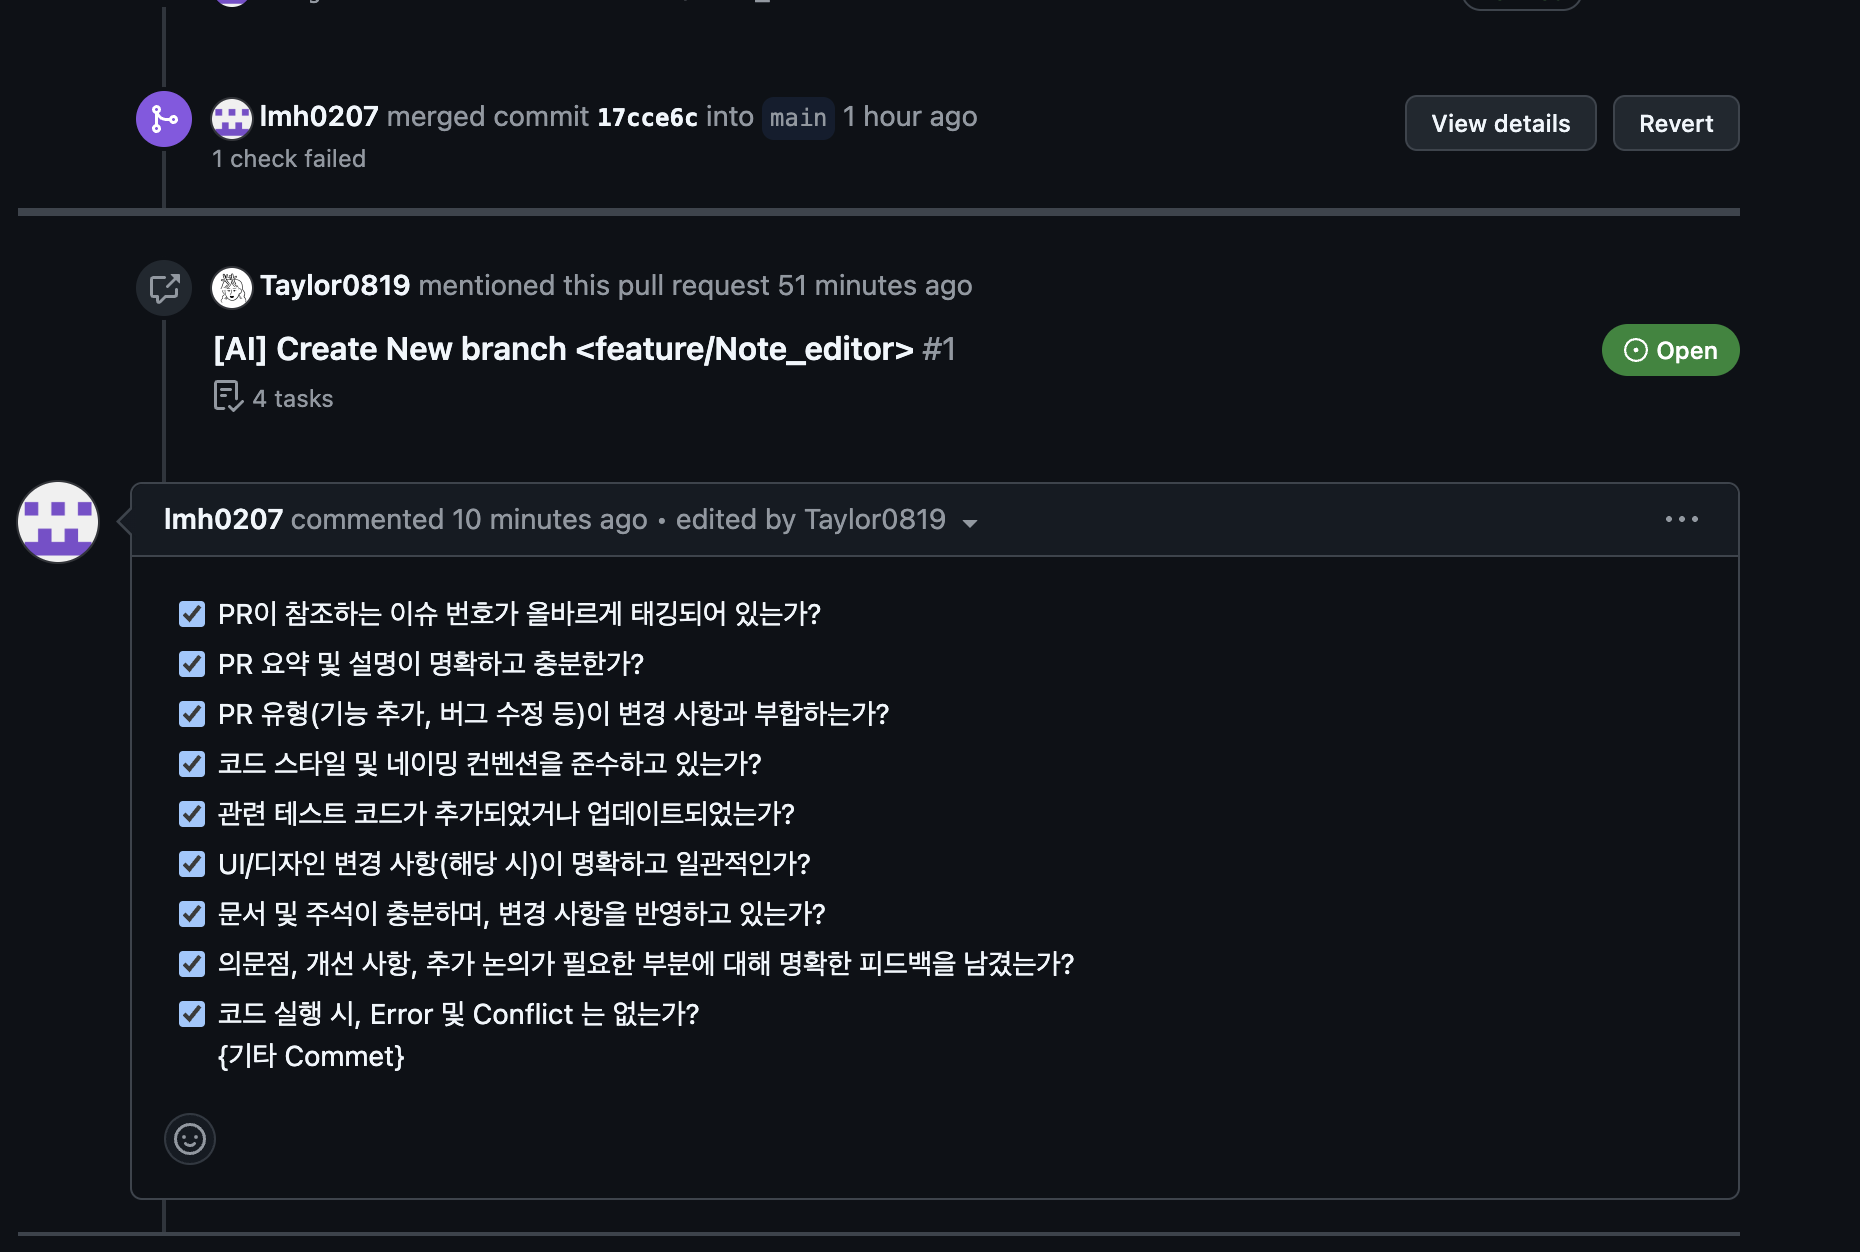 lmh0207 merged commit 17cce6c into main 1 hour ago
View details
Revert
1 check failed
Taylor0819 mentioned this pull request 51 minutes ago
[AI] Create New branch <feature/Note_editor> #1
Open
4 tasks
lmh0207 commented 10 minutes ago • edited by Taylor0819
PR이 참조하는 이슈 번호가 올바르게 태깅되어 있는가?
PR 요약 및 설명이 명확하고 충분한가?
PR 유형(기능 추가, 버그 수정 등)이 변경 사항과 부합하는가?
코드 스타일 및 네이밍 컨벤션을 준수하고 있는가?
관련 테스트 코드가 추가되었거나 업데이트되었는가?
UI/디자인 변경 사항(해당 시)이 명확하고 일관적인가?
문서 및 주석이 충분하며, 변경 사항을 반영하고 있는가?
의문점, 개선 사항, 추가 논의가 필요한 부분에 대해 명확한 피드백을 남겼는가?
코드 실행 시, Error 및 Conflict 는 없는가?
{기타 Commet}